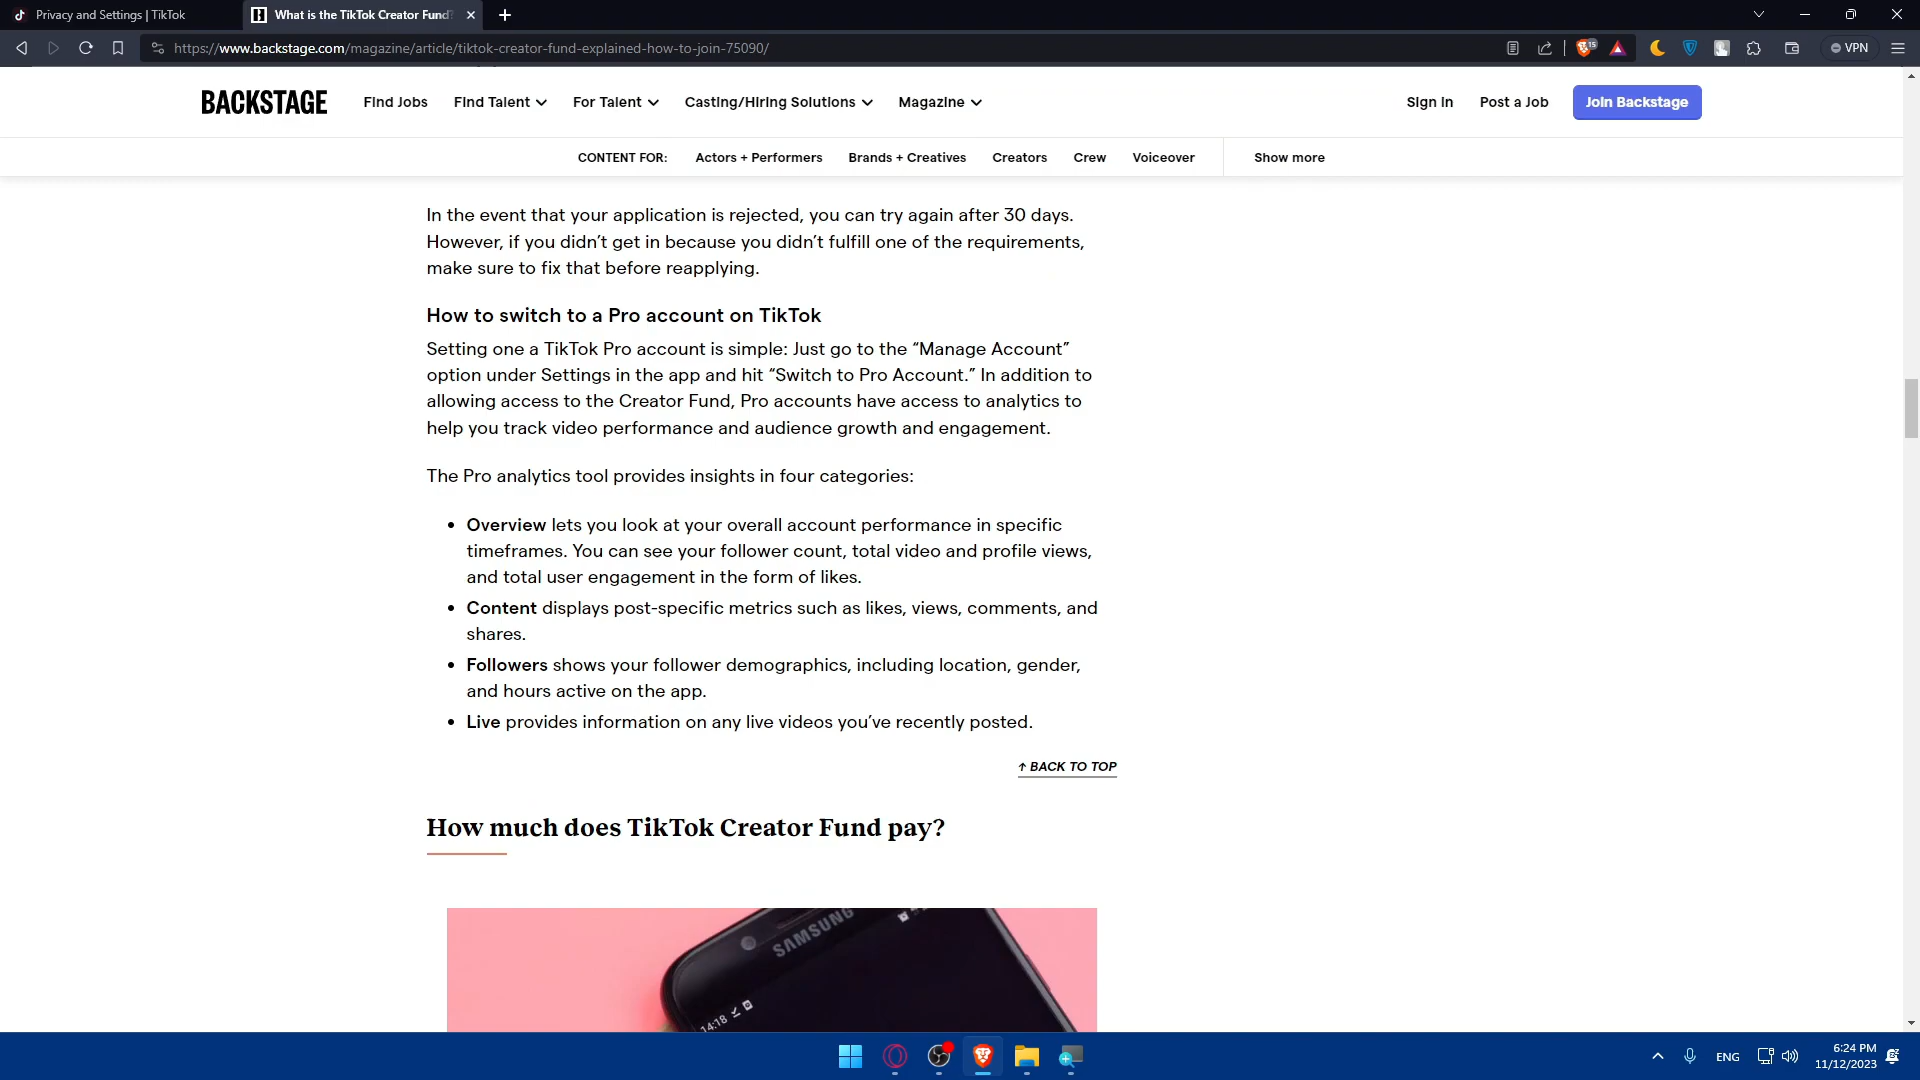 Privacy and Settings | TikTok
What is the TikTok Creator Fund?
https://www.backstage.com/magazine/article/tiktok-creator-fund-explained-how-to-join-75090/
15
VPN
BACKSTAGE
Find Jobs
Find Talent
For Talent
Casting/Hiring Solutions
Magazine
Sign In
Post a Job
Join Backstage
CONTENT FOR:
Actors + Performers
Brands + Creatives
Creators
Crew
Voiceover
Show more
In the event that your application is rejected, you can try again after 30 days.
However, if you didn’t get in because you didn’t fulfill one of the requirements,
make sure to fix that before reapplying.
How to switch to a Pro account on TikTok
Setting one a TikTok Pro account is simple: Just go to the “Manage Account”
option under Settings in the app and hit “Switch to Pro Account.” In addition to
allowing access to the Creator Fund, Pro accounts have access to analytics to
help you track video performance and audience growth and engagement.
The Pro analytics tool provides insights in four categories:
• Overview lets you look at your overall account performance in specific
timeframes. You can see your follower count, total video and profile views,
and total user engagement in the form of likes.
• Content displays post-specific metrics such as likes, views, comments, and
shares.
• Followers shows your follower demographics, including location, gender,
and hours active on the app.
• Live provides information on any live videos you’ve recently posted.
↑ BACK TO TOP
How much does TikTok Creator Fund pay?
SAMSUNG
14:18
ENG
6:24 PM
11/12/2023